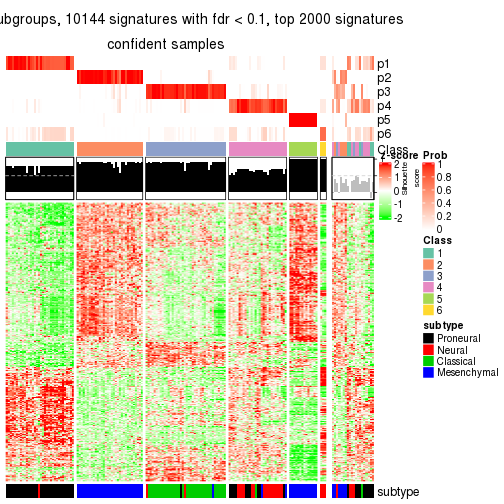 ubgroups, 10144 signatures with fdr < 0.1, top 2000 signatures
confident samples
p1
p2
p3
p4
p5
p6
Class
z-score
2
1
0
-1
-2
Silhouette
score
Prob
1
0.8
0.6
0.4
0.2
0
Class
1
2
3
4
5
6
subtype
Proneural
Neural
Classical
Mesenchymal
subtype